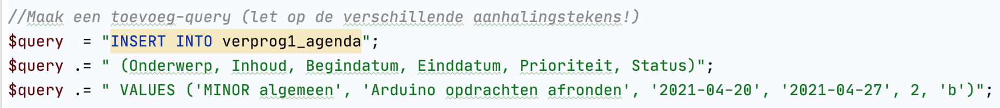 //Maak een toevoeg-query (let op de verschillende aanhalingstekens!)
$query  = "INSERT INTO verprog1_agenda";
$query .= " (Onderwerp, Inhoud, Begindatum, Einddatum, Prioriteit, Status)";
$query .= " VALUES ('MINOR algemeen', 'Arduino opdrachten afronden', '2021-04-20', '2021-04-27', 2, 'b')";